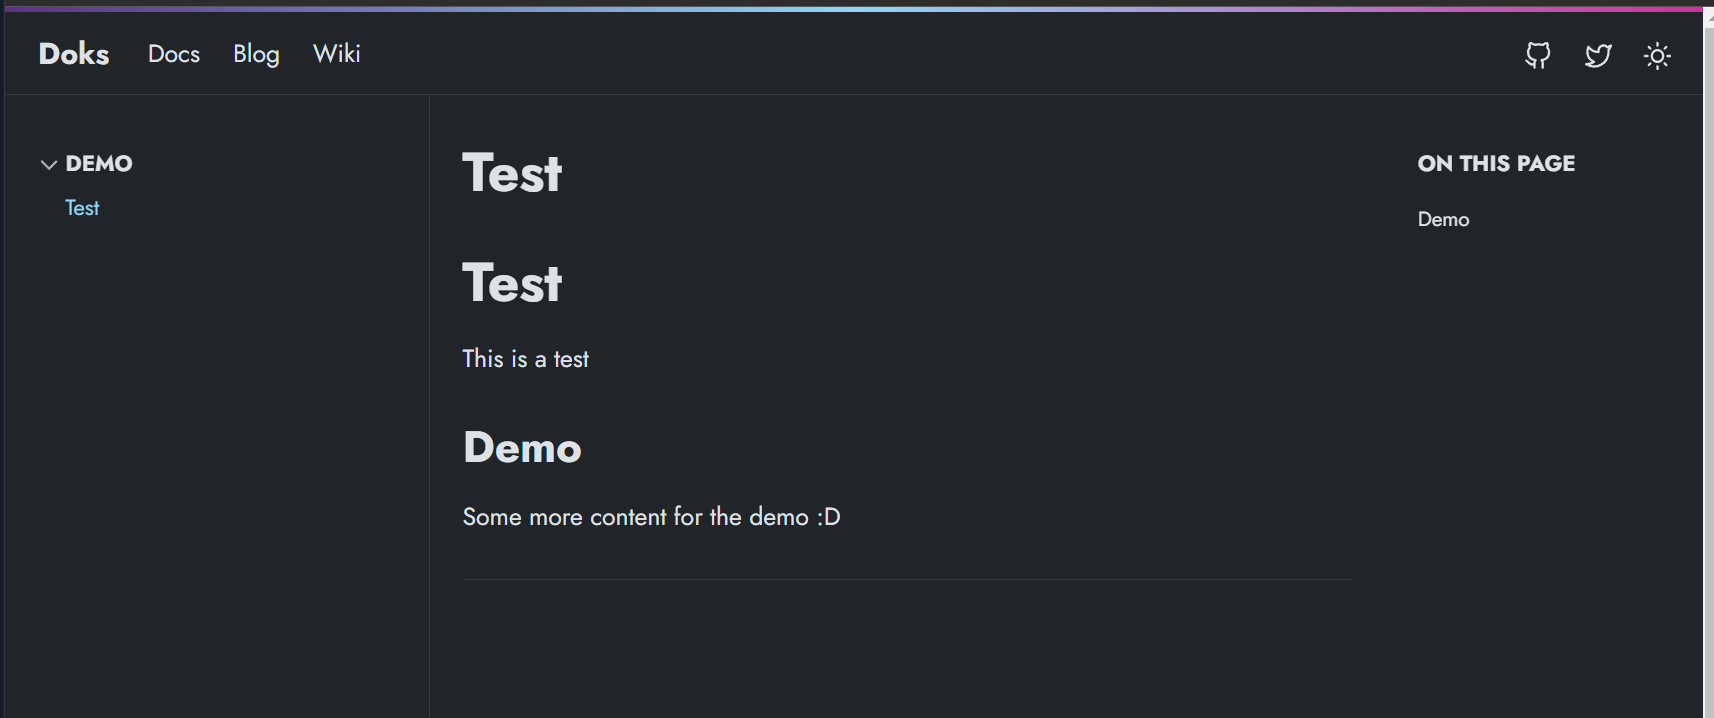 Doks Docs Blog Wiki
DEMO
Test
Test
Test
This is a test
Demo
Some more content for the demo :D
ON THIS PAGE
Demo